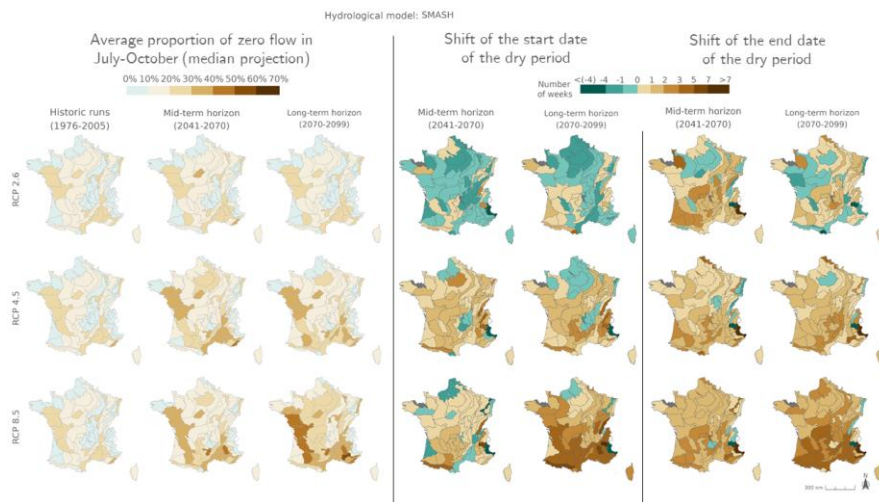 Hydrological model: SMASH
Average proportion of zero flow in
July-October (median projection)
0% 10% 20% 30% 40% 50% 60% 70%
Shift of the start date
of the dry period
Shift of the end date
of the dry period
Number
of weeks
<(-4) -4 -1 0 1 2 3 5 7 >7
Historic runs
(1976-2005)
Mid-term horizon
(2041-2070)
Long-term horizon
(2070-2099)
Mid-term horizon
(2041-2070)
Long-term horizon
(2070-2099)
Mid-term horizon
(2041-2070)
Long-term horizon
(2070-2099)
RCP 2.6
RCP 4.5
RCP 8.5
300 km
N